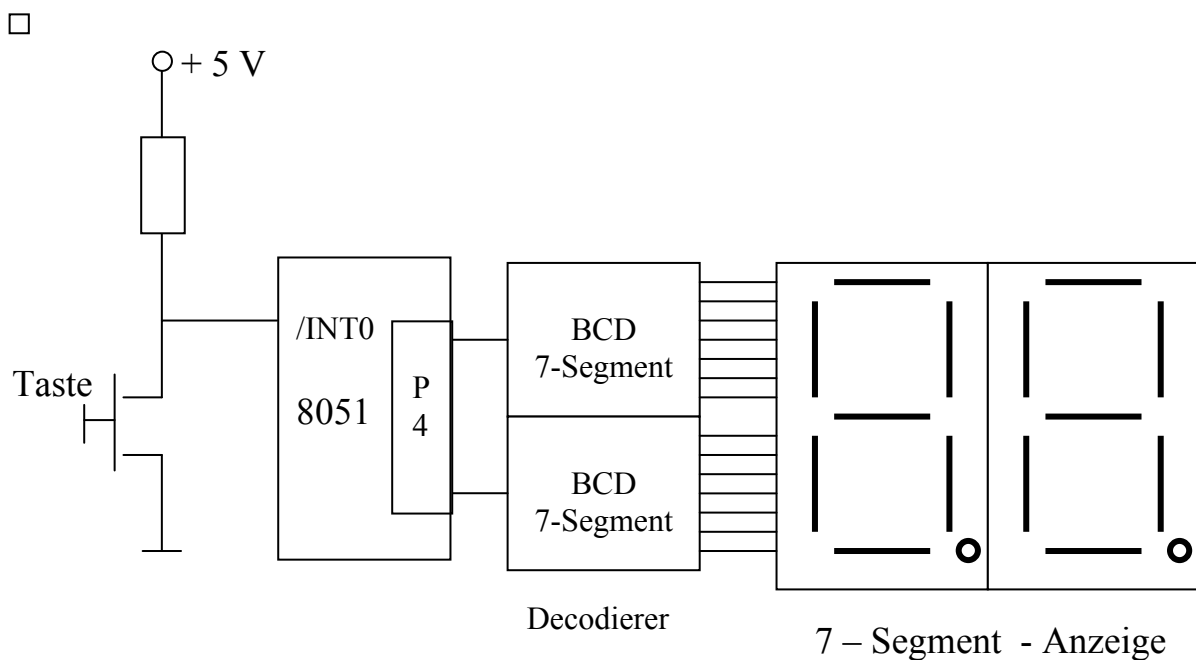 + 5 V
/INT0
8051
P
4
BCD
7-Segment
BCD
7-Segment
Taste
Decodierer
7 – Segment - Anzeige